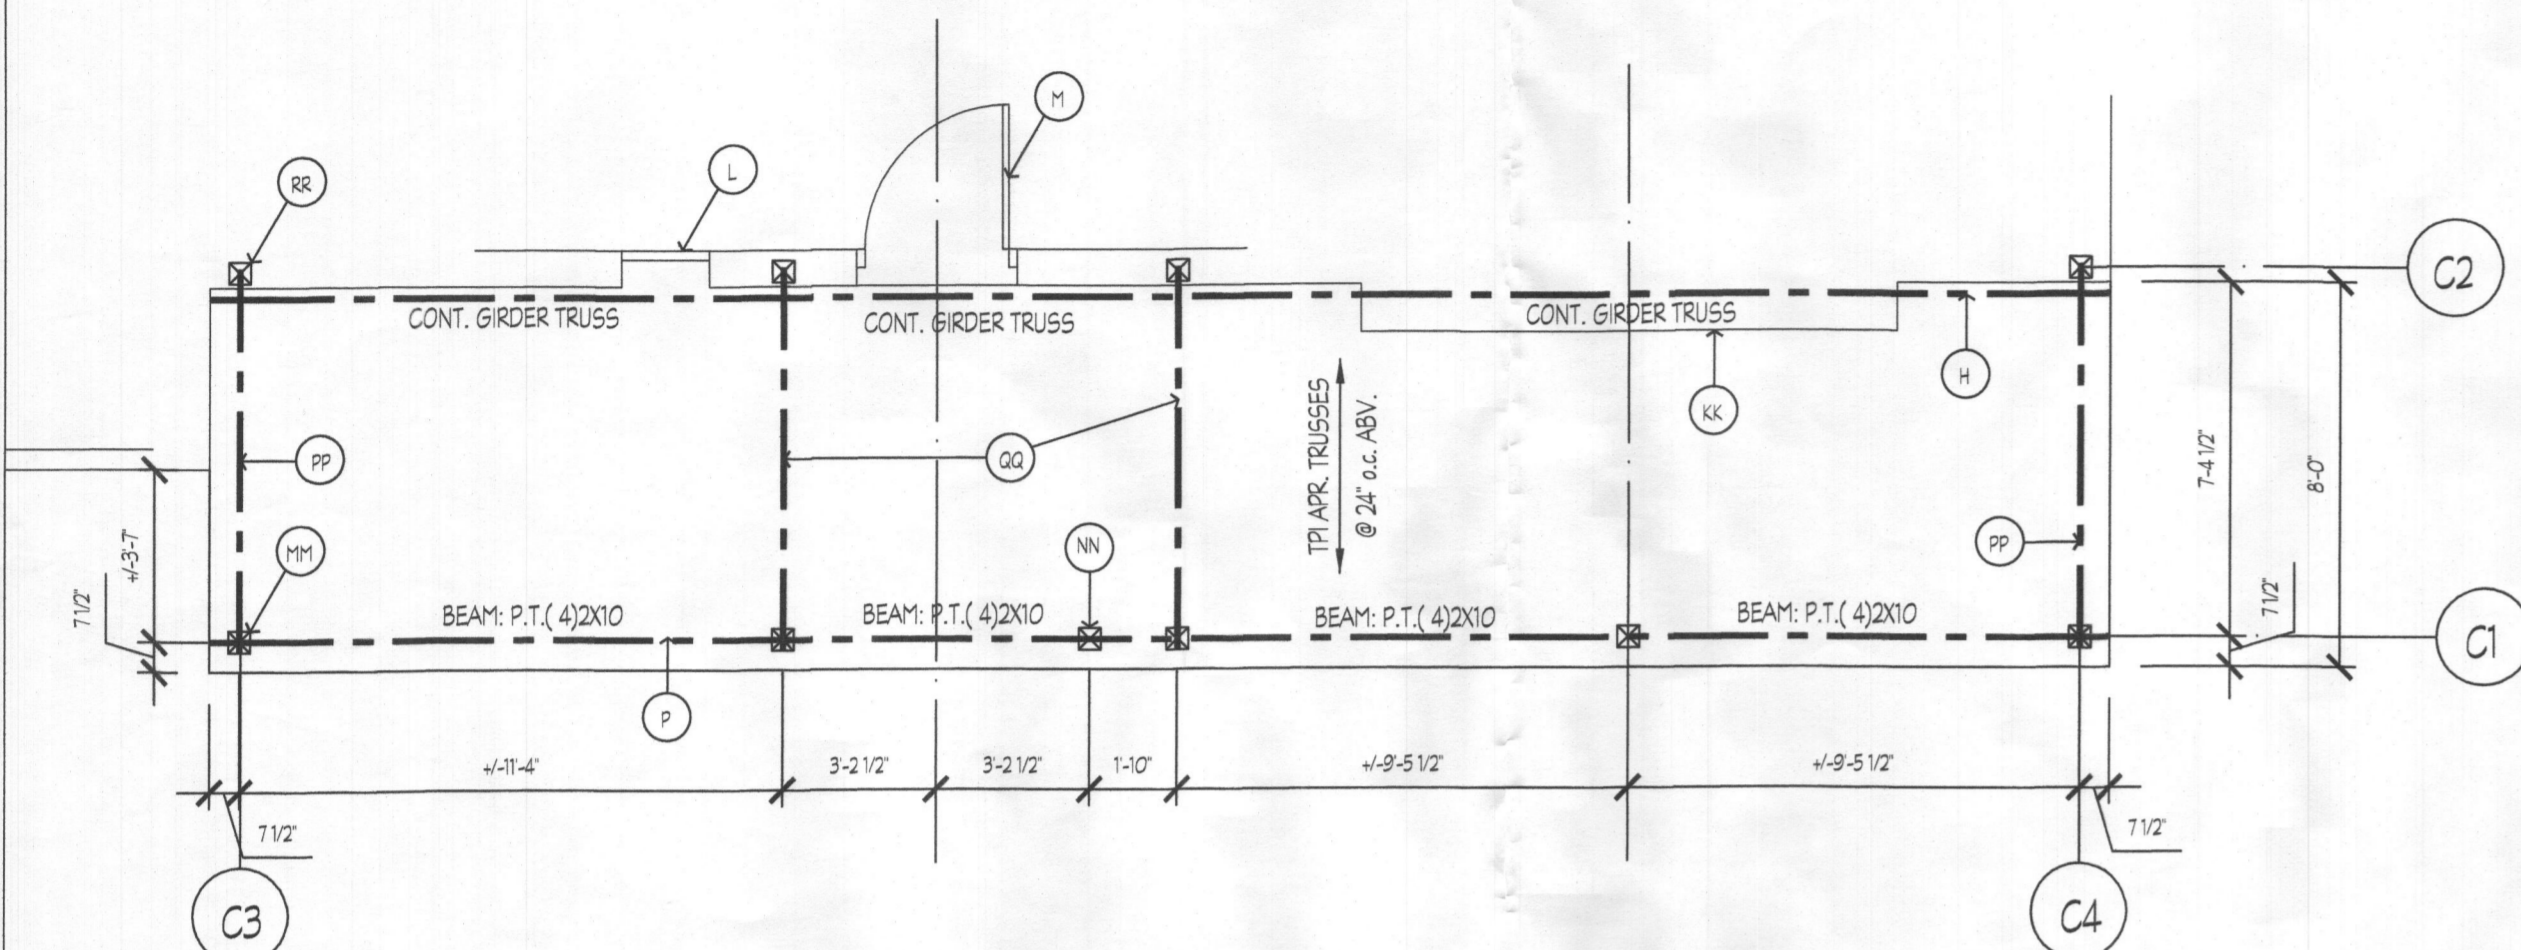 M
L
RR
C2
CONT. GIRDER TRUSS
CONT. GIRDER TRUSS
CONT. GIRDER TRUSS
H
KK
TPI APR. TRUSSES
@ 24" o.c. ABV.
PP
QQ
7'-4 1/2"
8'-0"
MM
NN
PP
+/-3'-7"
7 1/2"
7 1/2"
BEAM: P.T.( 4)2X10
BEAM: P.T.( 4)2X10
BEAM: P.T.( 4)2X10
BEAM: P.T.( 4)2X10
C1
P
+/-11'-4"
3'-2 1/2"
3'-2 1/2"
1'-10"
+/-9'-5 1/2"
+/-9'-5 1/2"
7 1/2"
7 1/2"
C3
C4